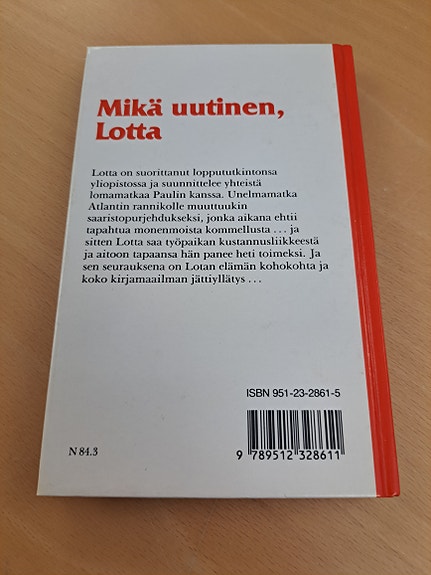 Mikä uutinen,
Lotta
Lotta on suorittanut lopputukintonsa
yliopistossa ja suunnittelee yhteistä
lomamatkaa Paulin kanssa. Unelmamatka
Atlantin rannikolle muuttuukin
saaristopurjehdukseksi, jonka aikana ehtii
tapahtua monenmoista kommellusta . . . ja
sitten Lotta saa työpaikan kustannusliikkeestä
ja aitoon tapaansa hän panee heti toimeksi. Ja
sen seurauksena on Lotan elämän kohokohta ja
koko kirjamaailman jättiyllätys . . .
ISBN 951-23-2861-5
9 789512 328611
N 84.3